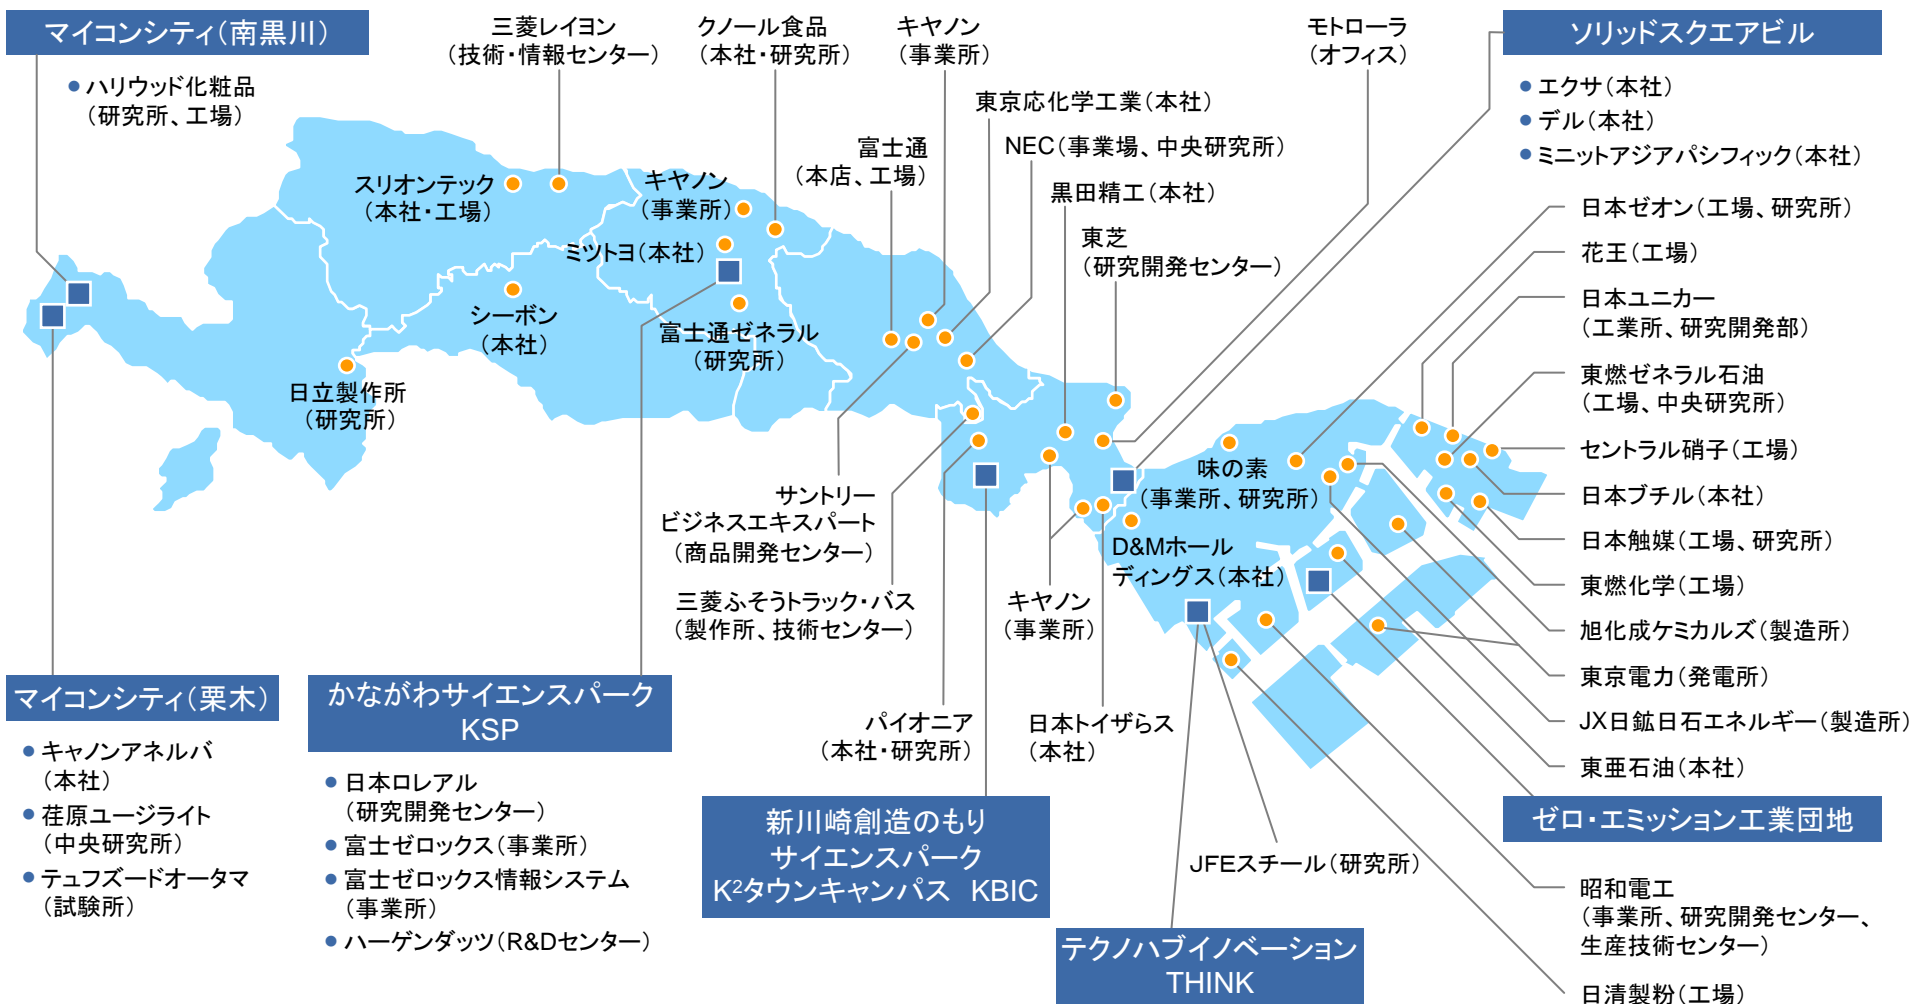 マイコンシティ(南黒川)
● ハリウッド化粧品
(研究所、工場)
三菱レイヨン
(技術・情報センター)
クノール食品
(本社・研究所)
キヤノン
(事業所)
モトローラ
(オフィス)
ソリッドスクエアビル
● エクサ(本社)
● デル(本社)
● ミニットアジアパシフィック(本社)
東京応化学工業(本社)
NEC(事業場、中央研究所)
富士通
(本店、工場)
黒田精工(本社)
東芝
(研究開発センター)
スリオンテック
(本社・工場)
キヤノン
(事業所)
ミツトヨ(本社)
シーボン
(本社)
富士通ゼネラル
(研究所)
日立製作所
(研究所)
日本ゼオン(工場、研究所)
花王(工場)
日本ユニカー
(工業所、研究開発部)
東燃ゼネラル石油
(工場、中央研究所)
セントラル硝子(工場)
日本ブチル(本社)
日本触媒(工場、研究所)
東燃化学(工場)
旭化成ケミカルズ(製造所)
東京電力(発電所)
JX日鉱日石エネルギー(製造所)
東亜石油(本社)
味の素
(事業所、研究所)
D&Mホール
ディングス(本社)
サントリー
ビジネスエキスパート
(商品開発センター)
三菱ふそうトラック・バス
(製作所、技術センター)
キヤノン
(事業所)
パイオニア
(本社・研究所)
日本トイザらス
(本社)
マイコンシティ(栗木)
● キャノンアネルバ
(本社)
● 荏原ユージライト
(中央研究所)
● テュフズードオータマ
(試験所)
かながわサイエンスパーク
KSP
● 日本ロレアル
(研究開発センター)
● 富士ゼロックス(事業所)
● 富士ゼロックス情報システム
(事業所)
● ハーゲンダッツ(R&Dセンター)
新川崎創造のもり
サイエンスパーク
K²タウンキャンパス KBIC
JFEスチール(研究所)
テクノハブイノベーション
THINK
ゼロ・エミッション工業団地
昭和電工
(事業所、研究開発センター、
生産技術センター)
日清製粉(工場)